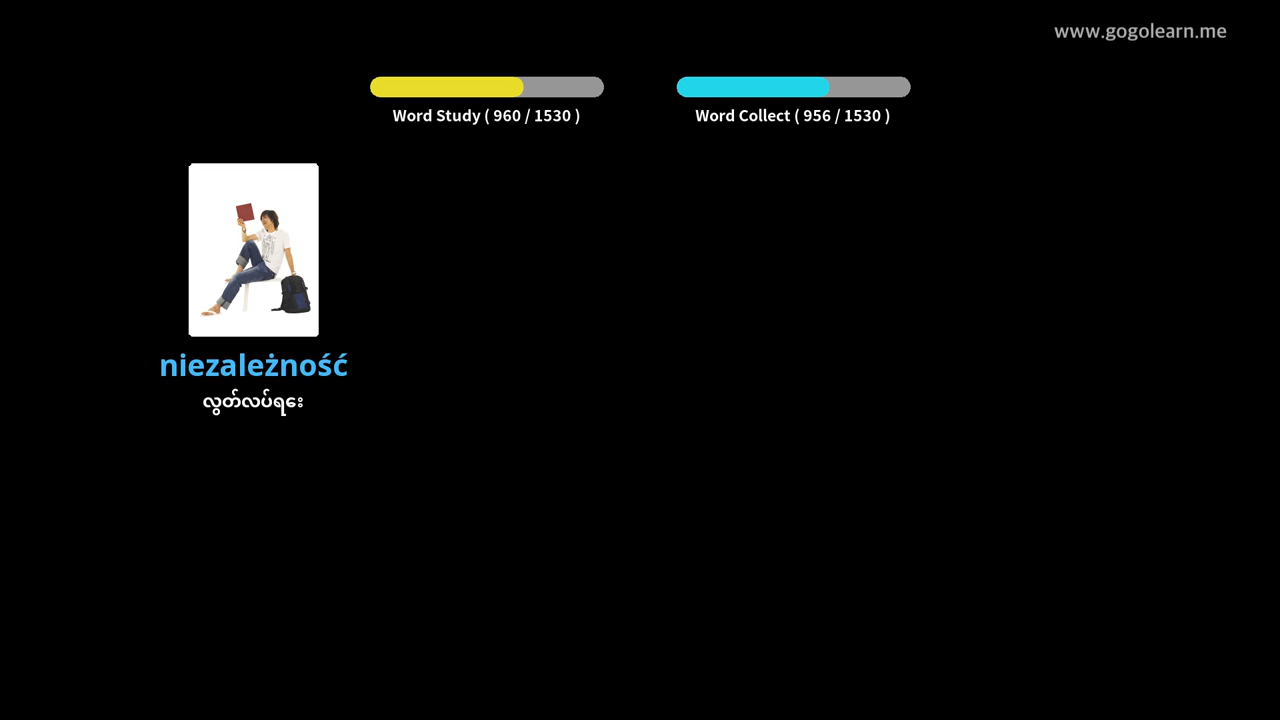 www.gogolearn.me
Word Study ( 960 / 1530 )
Word Collect ( 956 / 1530 )
niezależność
လွတ်လပ်ရေး